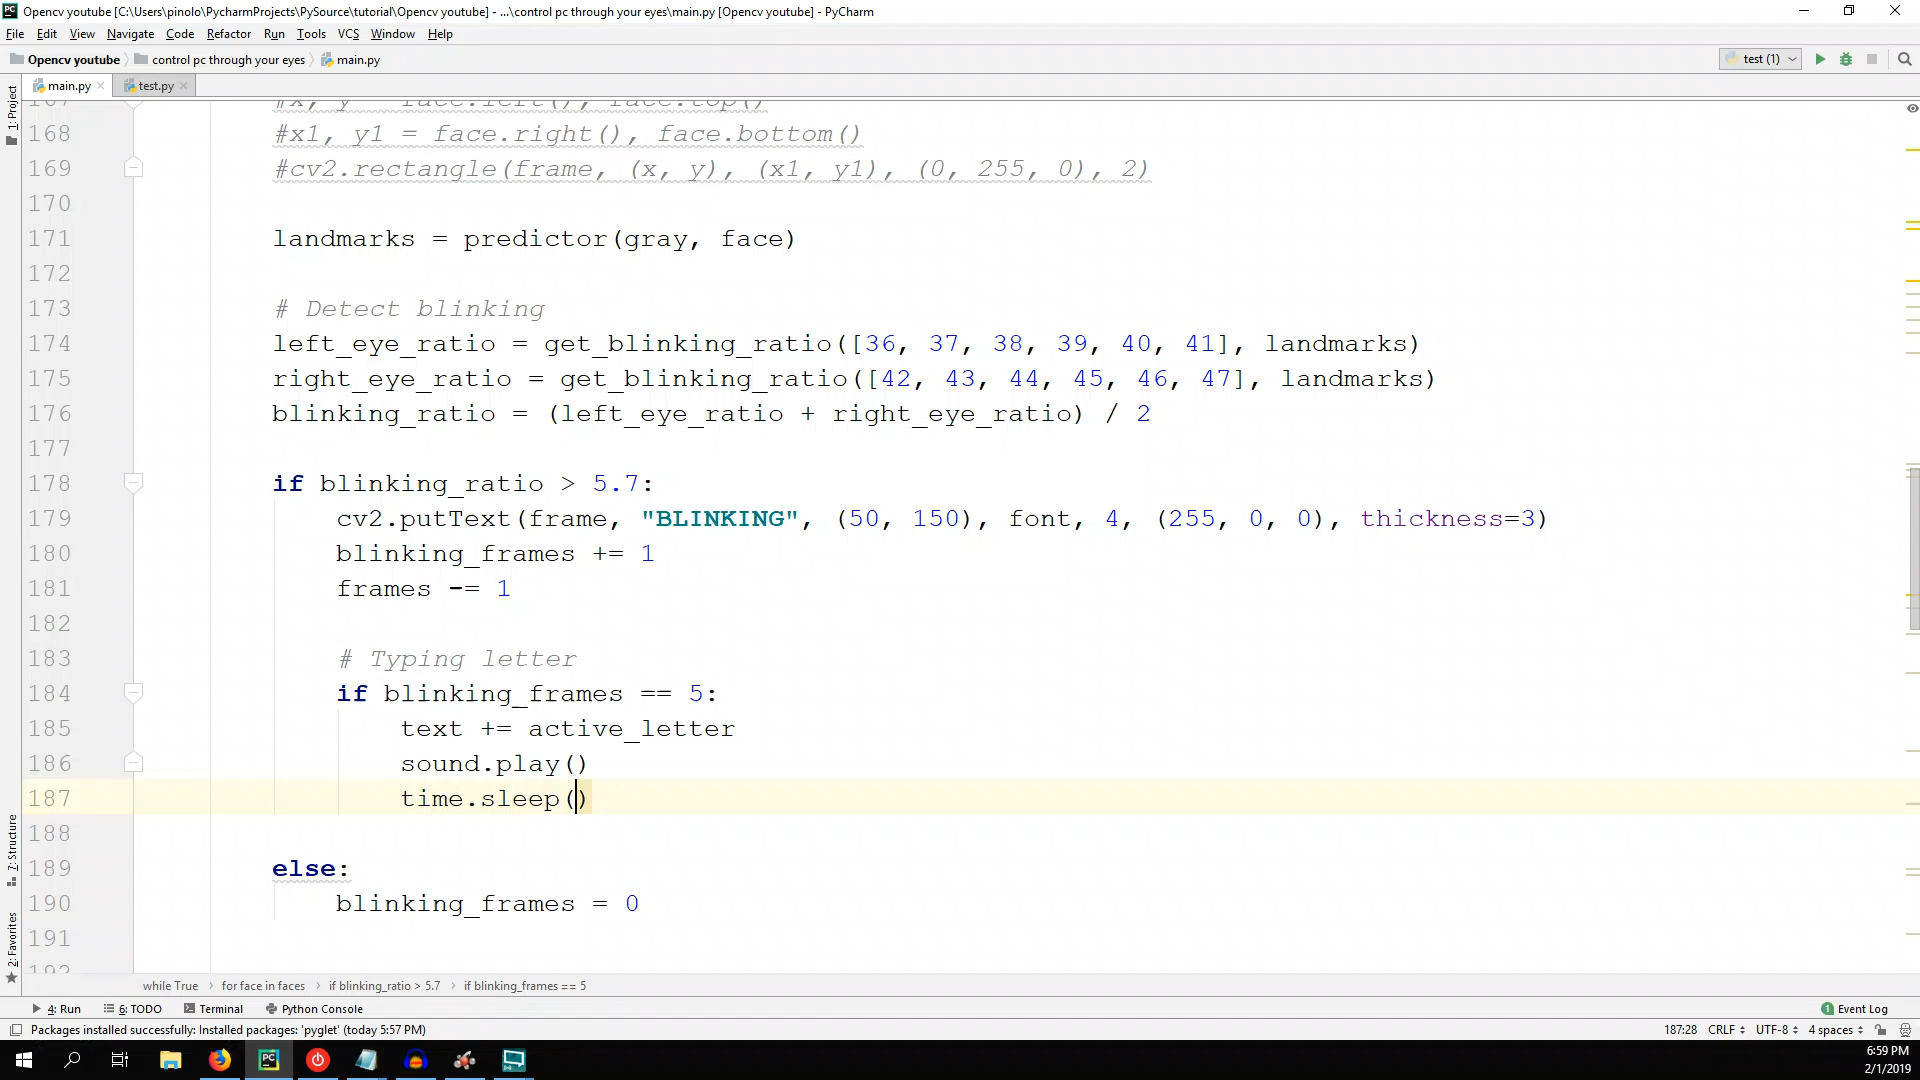 Opencv youtube [C:\Users\pinolo\PycharmProjects\PySource\tutorial\Opencv youtube] - ...\control pc through your eyes\main.py [Opencv youtube] - PyCharm
File Edit View Navigate Code Refactor Run Tools VCS Window Help
Opencv youtube control pc through your eyes main.py test (1)
main.py test.py
1: Project
167 #x, y = face.left(), face.top()
168 #x1, y1 = face.right(), face.bottom()
169 #cv2.rectangle(frame, (x, y), (x1, y1), (0, 255, 0), 2)
170
171 landmarks = predictor(gray, face)
172
173 # Detect blinking
174 left_eye_ratio = get_blinking_ratio([36, 37, 38, 39, 40, 41], landmarks)
175 right_eye_ratio = get_blinking_ratio([42, 43, 44, 45, 46, 47], landmarks)
176 blinking_ratio = (left_eye_ratio + right_eye_ratio) / 2
177
178 if blinking_ratio > 5.7:
179 cv2.putText(frame, "BLINKING", (50, 150), font, 4, (255, 0, 0), thickness=3)
180 blinking_frames += 1
181 frames -= 1
182
183 # Typing letter
184 if blinking_frames == 5:
185 text += active_letter
186 sound.play()
187 time.sleep()
188
189 else:
190 blinking_frames = 0
191
192
7: Structure
2: Favorites
while True for face in faces if blinking_ratio > 5.7 if blinking_frames == 5
4: Run 6: TODO Terminal Python Console 1 Event Log
Packages installed successfully: Installed packages: 'pyglet' (today 5:57 PM) 187:28 CRLF UTF-8 4 spaces
6:59 PM
2/1/2019